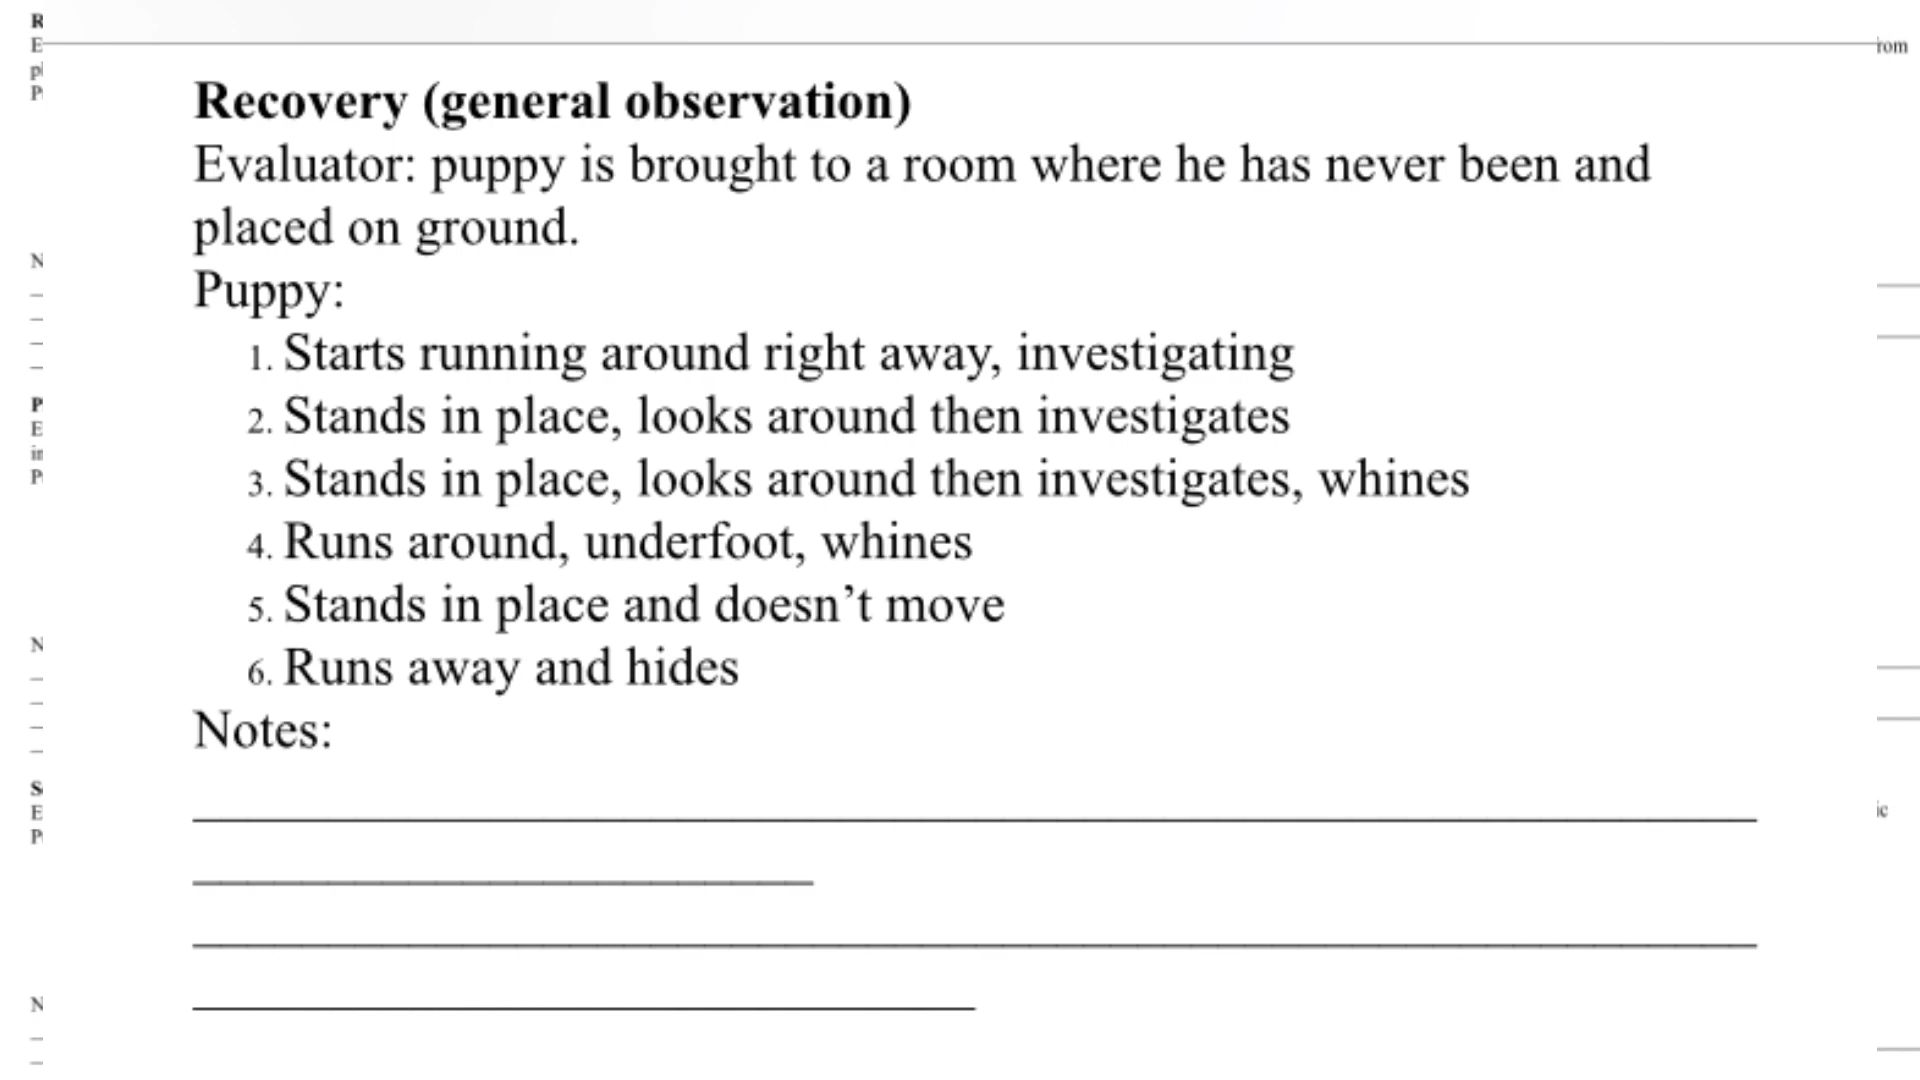 Recovery (general observation)
Evaluator: puppy is brought to a room where he has never been and
placed on ground.
Puppy:
1. Starts running around right away, investigating
2. Stands in place, looks around then investigates
3. Stands in place, looks around then investigates, whines
4. Runs around, underfoot, whines
5. Stands in place and doesn’t move
6. Runs away and hides
Notes: